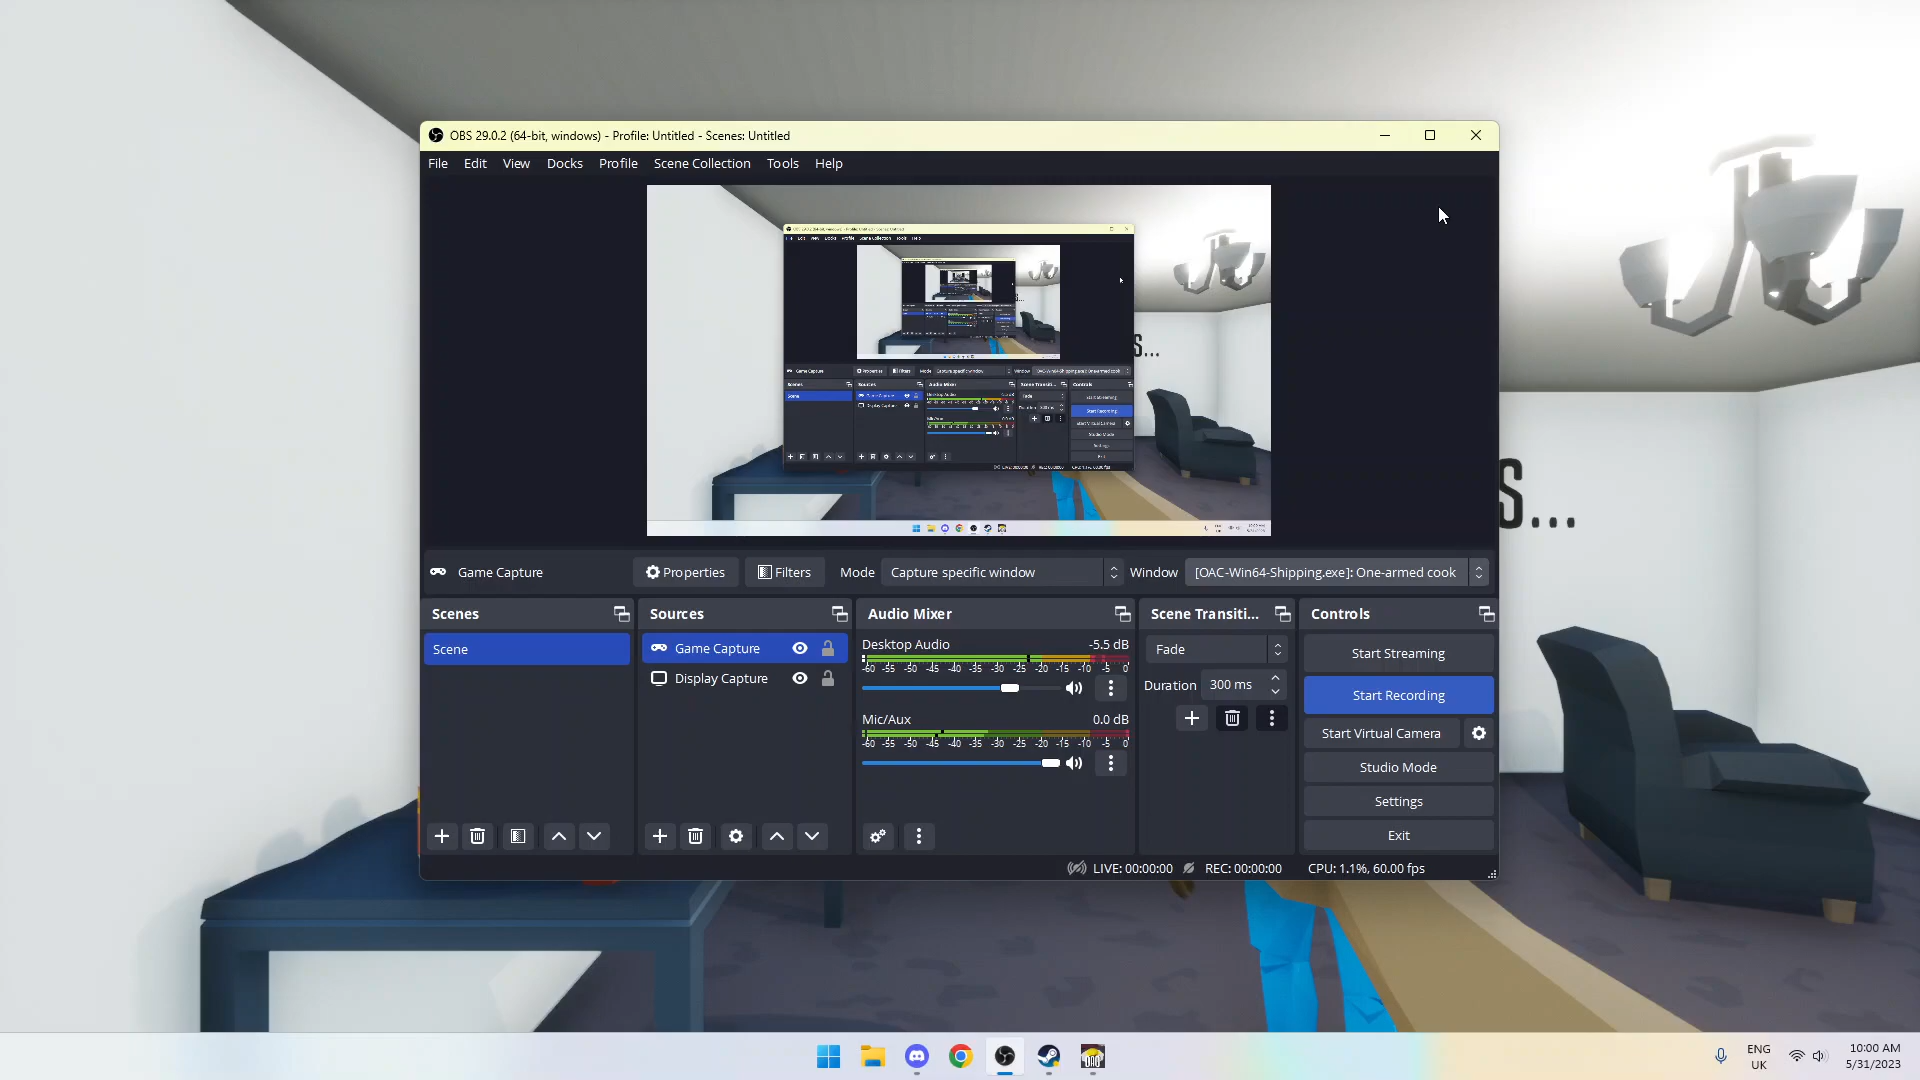 OBS 29.0.2 (64-bit, windows) - Profile: Untitled - Scenes: Untitled
File Edit View Docks Profile Scene Collection Tools Help
S...
S...
Game Capture Properties Filters Mode Capture specific window Window [OAC-Win64-Shipping.exe]: One-armed cook
Scenes
Scene
Sources
Game Capture
Display Capture
Audio Mixer
Desktop Audio -5.5 dB
-60 -55 -50 -45 -40 -35 -30 -25 -20 -15 -10 -5 0
Mic/Aux 0.0 dB
-60 -55 -50 -45 -40 -35 -30 -25 -20 -15 -10 -5 0
Scene Transiti...
Fade
Duration 300 ms
Controls
Start Streaming
Start Recording
Start Virtual Camera
Studio Mode
Settings
Exit
LIVE: 00:00:00 REC: 00:00:00 CPU: 1.1%, 60.00 fps
ENG
UK
10:00 AM
5/31/2023